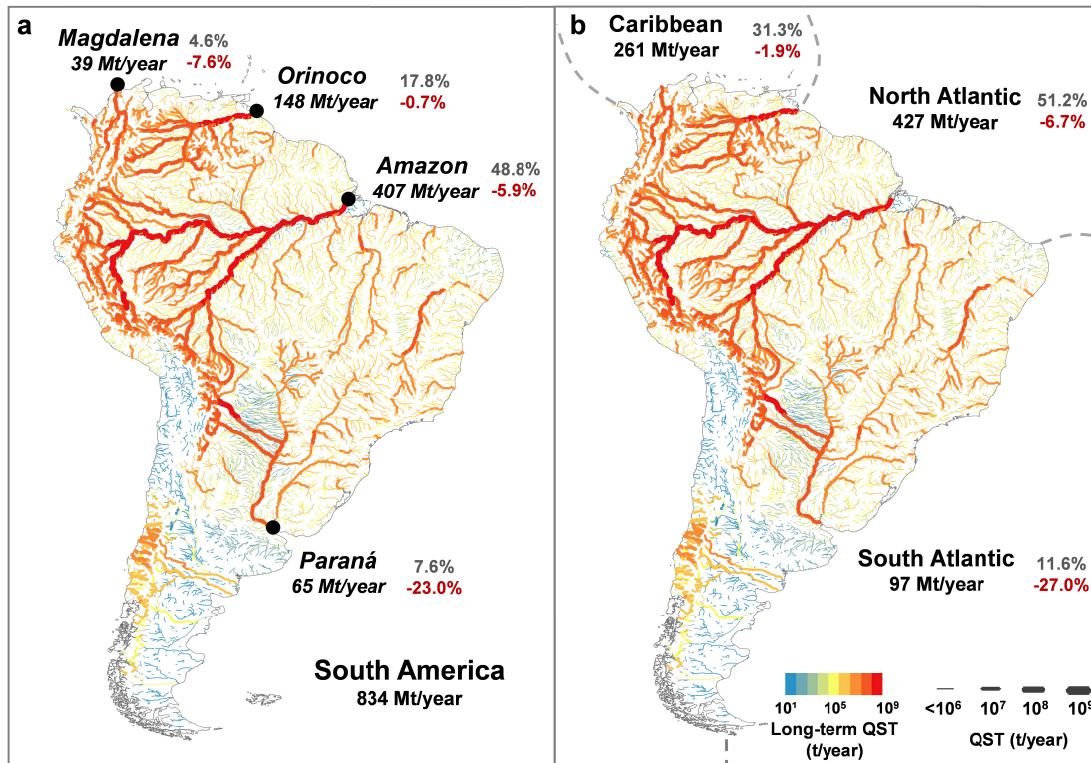 a
Magdalena 4.6%
39 Mt/year -7.6%
Orinoco 17.8%
148 Mt/year -0.7%
Amazon 48.8%
407 Mt/year -5.9%
Paraná 7.6%
65 Mt/year -23.0%
South America
834 Mt/year
b
Caribbean 31.3%
261 Mt/year -1.9%
North Atlantic 51.2%
427 Mt/year -6.7%
South Atlantic 11.6%
97 Mt/year -27.0%
10¹ 10⁵ 10⁹
Long-term QST
(t/year)
<10⁶ 10⁷ 10⁸ 10⁹
QST (t/year)